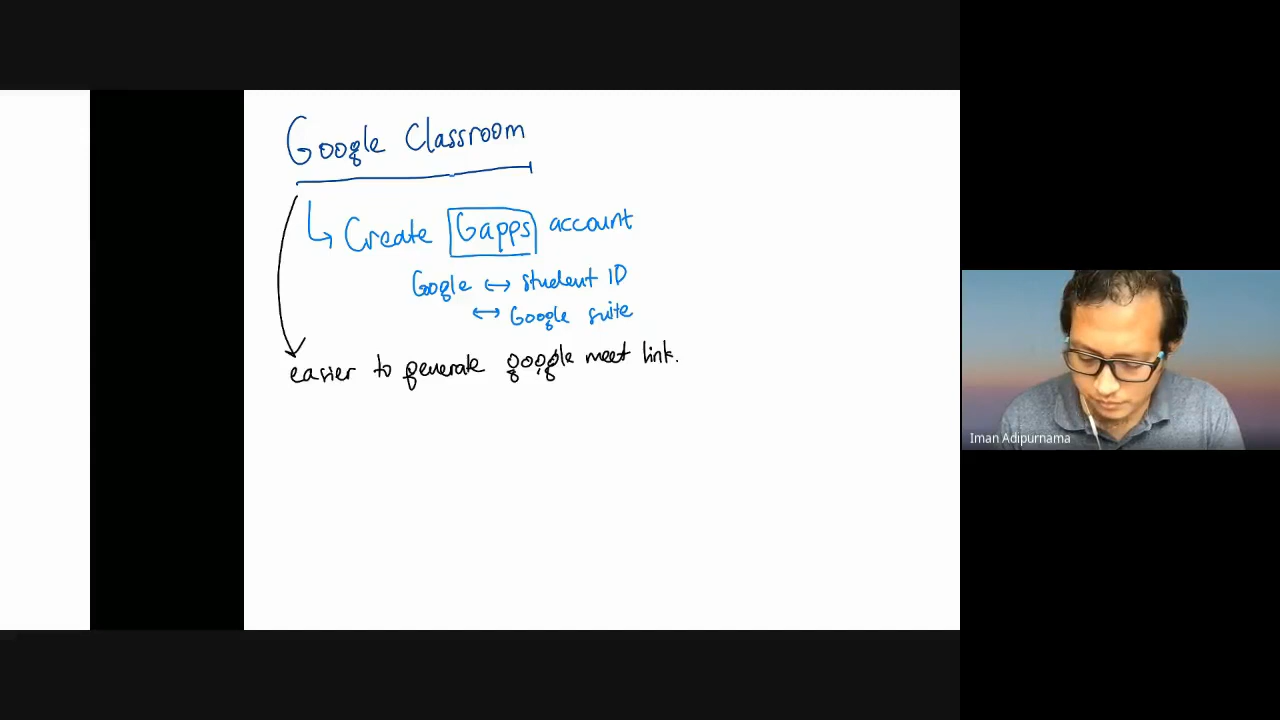 Google Classroom
↳ Create Gapps account
Google ↔ student ID
↔ Google suite
easier to generate google meet link.
Iman Adipurnama